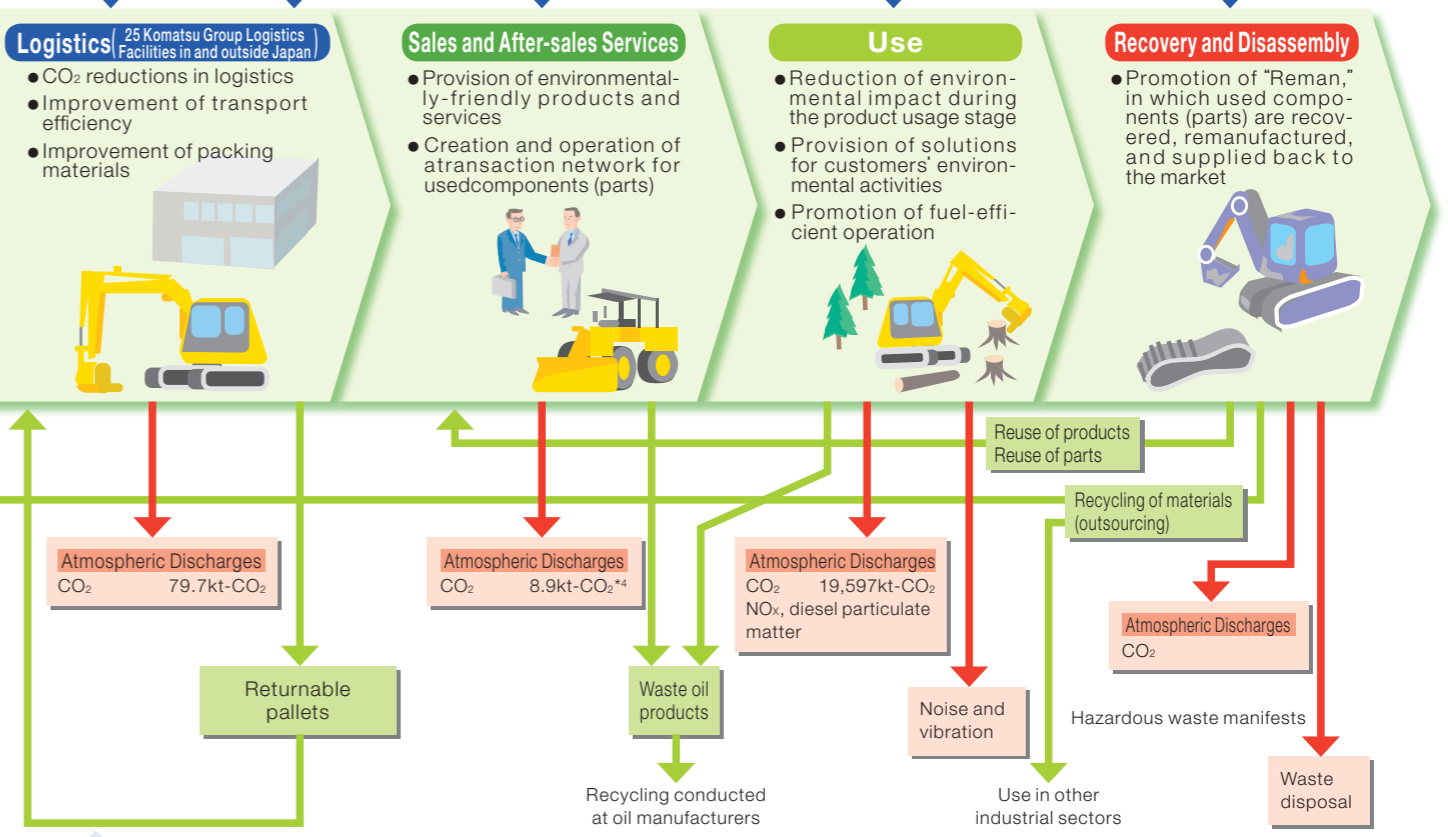 Logistics ( 25 Komatsu Group Logistics
Facilities in and outside Japan )
● CO₂ reductions in logistics
● Improvement of transport
efficiency
● Improvement of packing
materials
Sales and After-sales Services
● Provision of environmental-
ly-friendly products and
services
● Creation and operation of
atransaction network for
usedcomponents (parts)
Use
● Reduction of environ-
mental impact during
the product usage stage
● Provision of solutions
for customers' environ-
mental activities
● Promotion of fuel-effi-
cient operation
Recovery and Disassembly
● Promotion of “Reman,”
in which used compo-
nents (parts) are recov-
ered, remanufactured,
and supplied back to
the market
Reuse of products
Reuse of parts
Recycling of materials
(outsourcing)
Atmospheric Discharges
CO₂ 79.7kt-CO₂
Atmospheric Discharges
CO₂ 8.9kt-CO₂*4
Atmospheric Discharges
CO₂ 19,597kt-CO₂
NOx, diesel particulate
matter
Atmospheric Discharges
CO₂
Returnable
pallets
Waste oil
products
Noise and
vibration
Hazardous waste manifests
Waste
disposal
Recycling conducted
at oil manufacturers
Use in other
industrial sectors